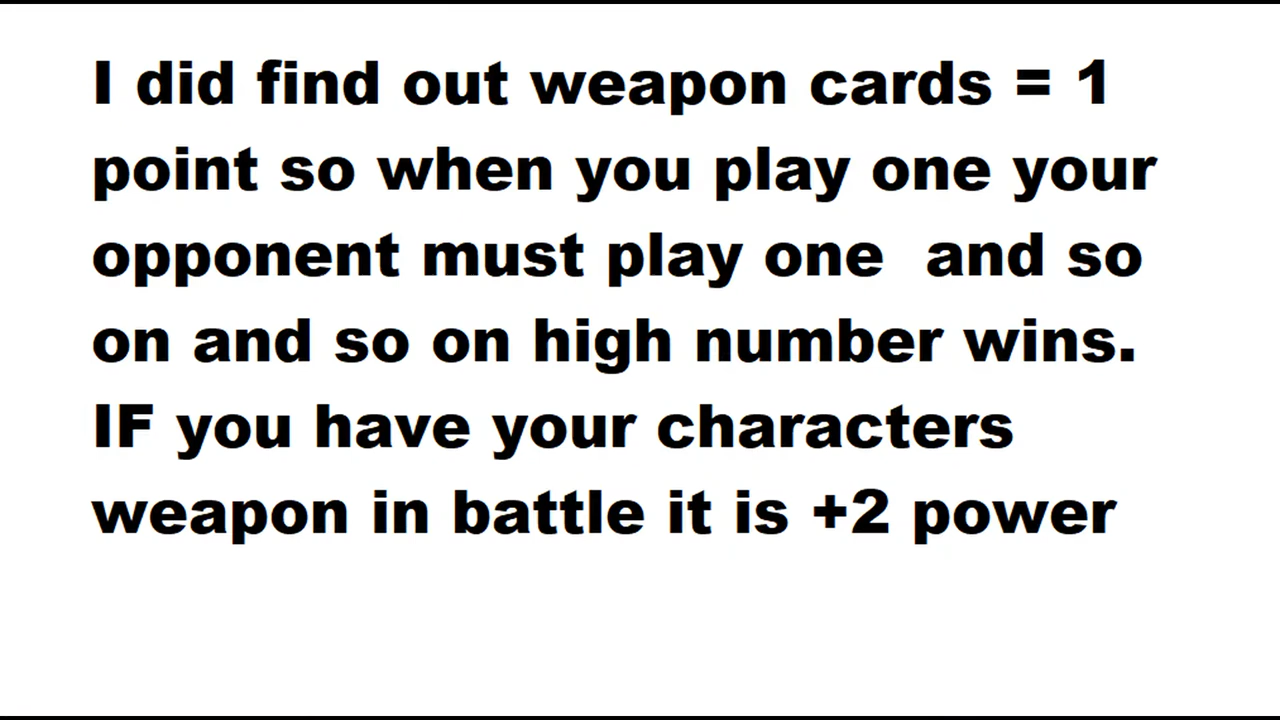 I did find out weapon cards = 1
point so when you play one your
opponent must play one  and so
on and so on high number wins.
IF you have your characters
weapon in battle it is +2 power